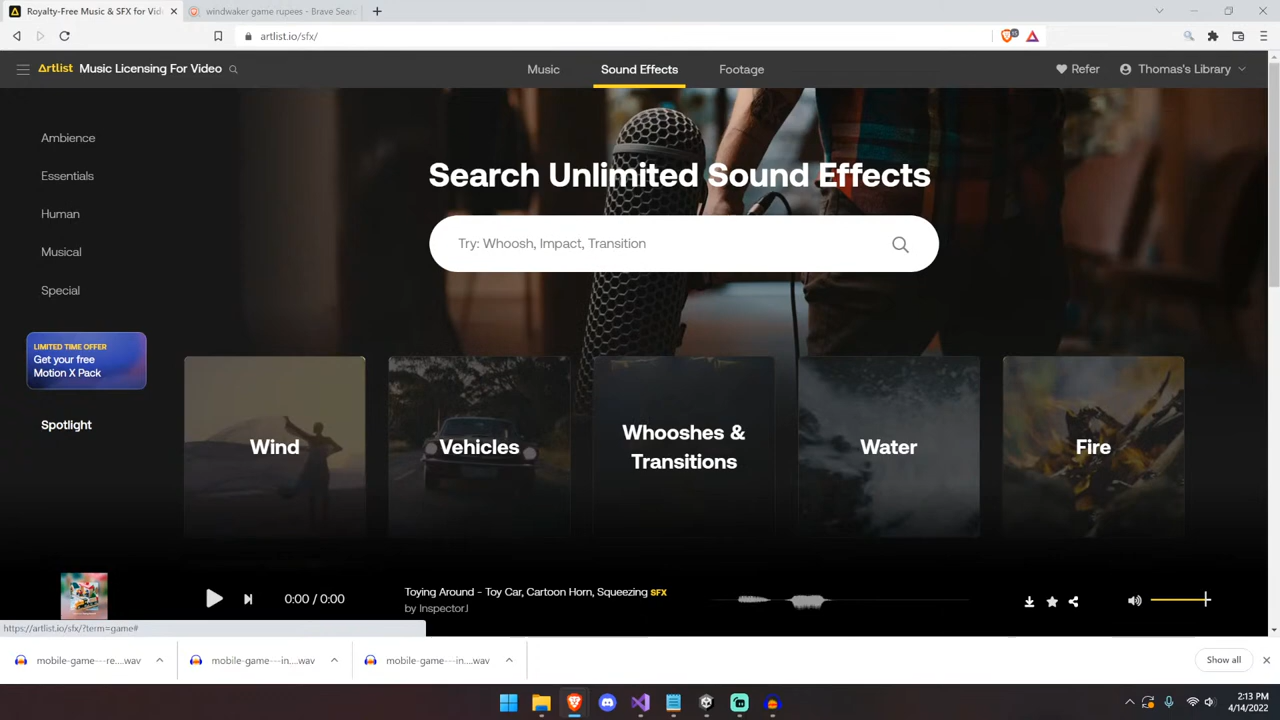 Royalty-Free Music & SFX for Vide
windwaker game rupees - Brave Sear
artlist.io/sfx/
15
Artlist
Music Licensing For Video
Music
Sound Effects
Footage
Refer
Thomas's Library
Ambience
Essentials
Human
Musical
Special
Search Unlimited Sound Effects
Try: Whoosh, Impact, Transition
LIMITED TIME OFFER
Get your free
Motion X Pack
Spotlight
Wind
Vehicles
Whooshes &
Transitions
Water
Fire
0:00 / 0:00
Toying Around - Toy Car, Cartoon Horn, Squeezing SFX
by InspectorJ
https://artlist.io/sfx/?term=game#
mobile-game---re....wav
mobile-game---in....wav
mobile-game---in....wav
Show all
2:13 PM
4/14/2022